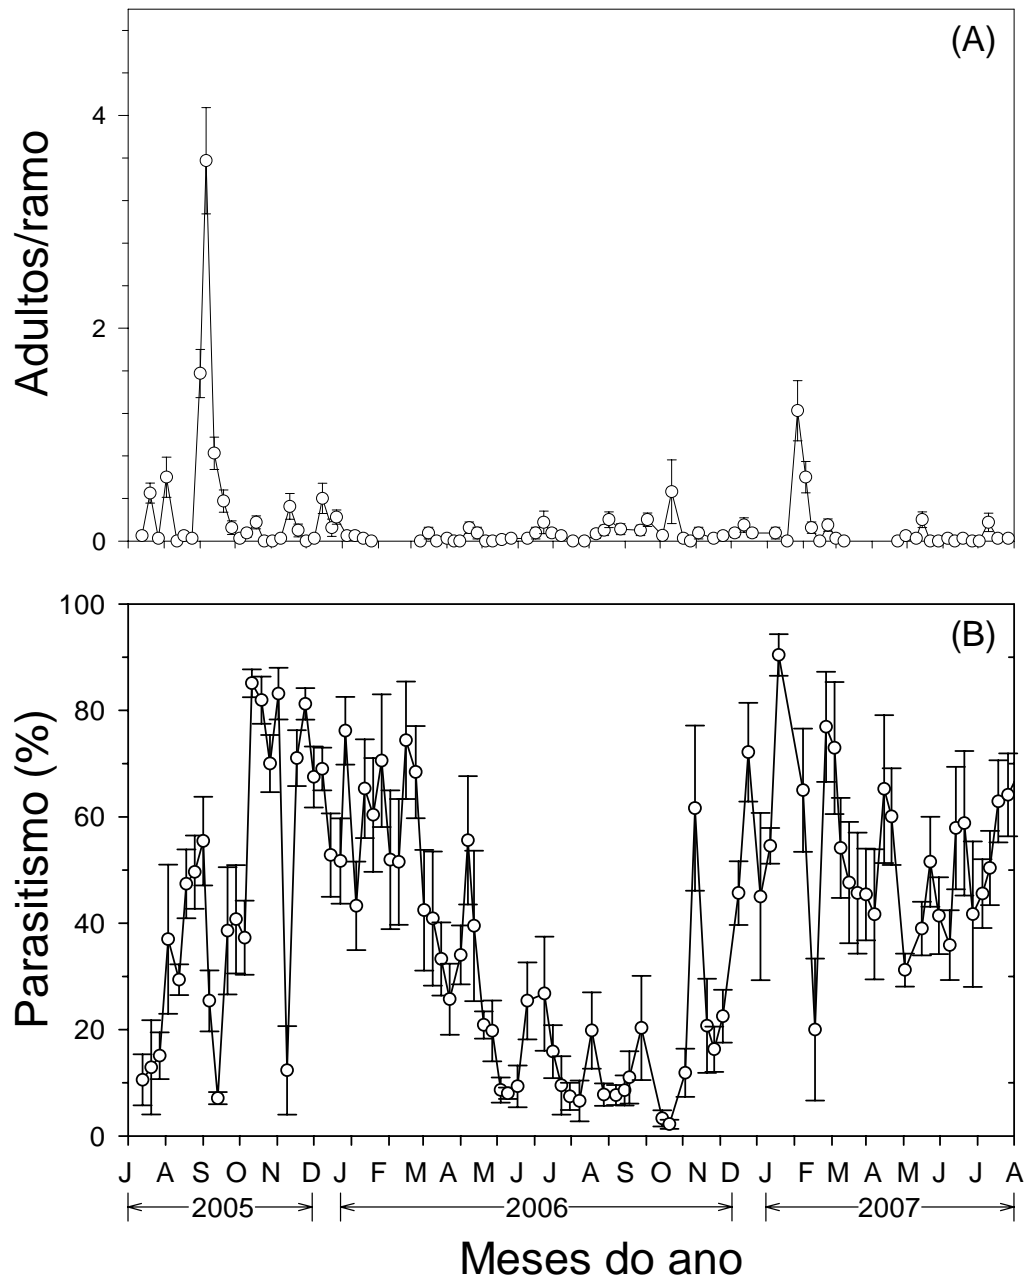 (A)
4
2
0
Adultos/ramo
100
(B)
80
60
40
20
0
Parasitismo (%)
J A S O N D J F M A M J J A S O D J F M A M J J A
2005 2006 2007
Meses do ano